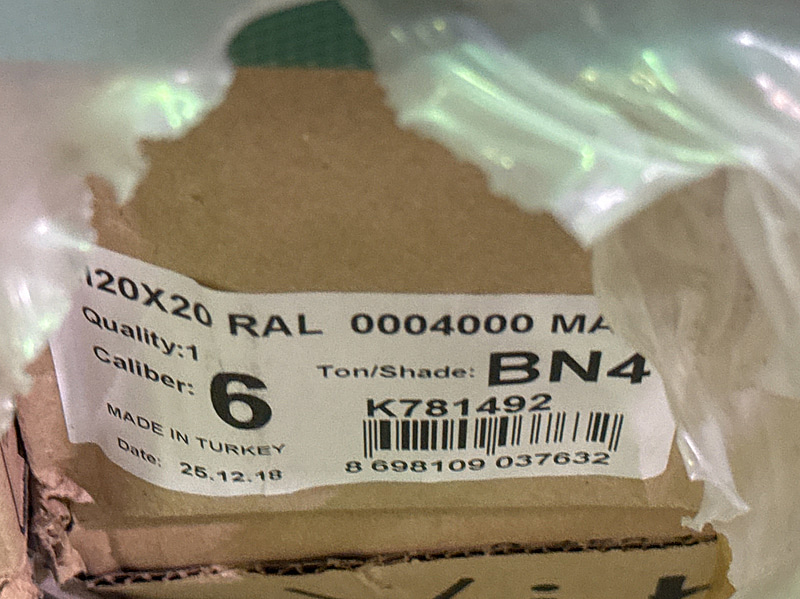 20X20 RAL 0004000 MA
Quality:1
Caliber: 6
Ton/Shade: BN4
K781492
MADE IN TURKEY
Date: 25.12.18
8 698109 037632